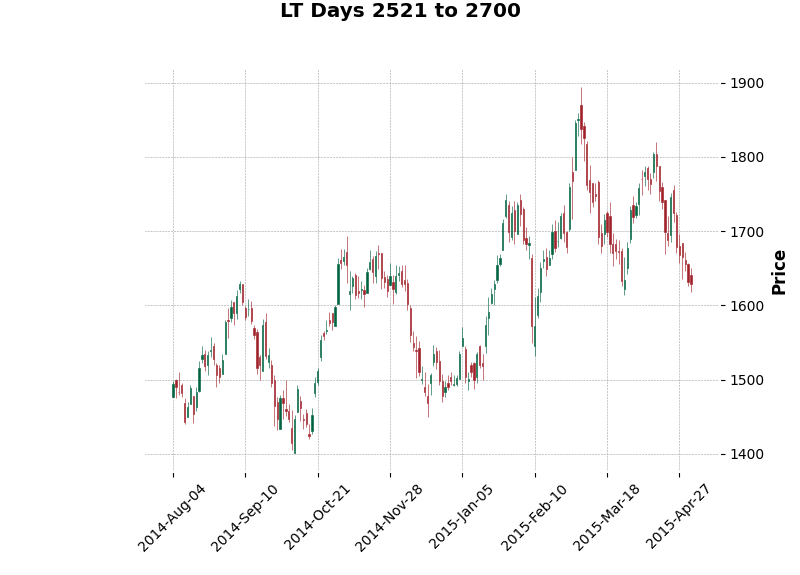 LT Days 2521 to 2700
1900
1800
1700
1600
1500
1400
Price
2014-Aug-04
2014-Sep-10
2014-Oct-21
2014-Nov-28
2015-Jan-05
2015-Feb-10
2015-Mar-18
2015-Apr-27